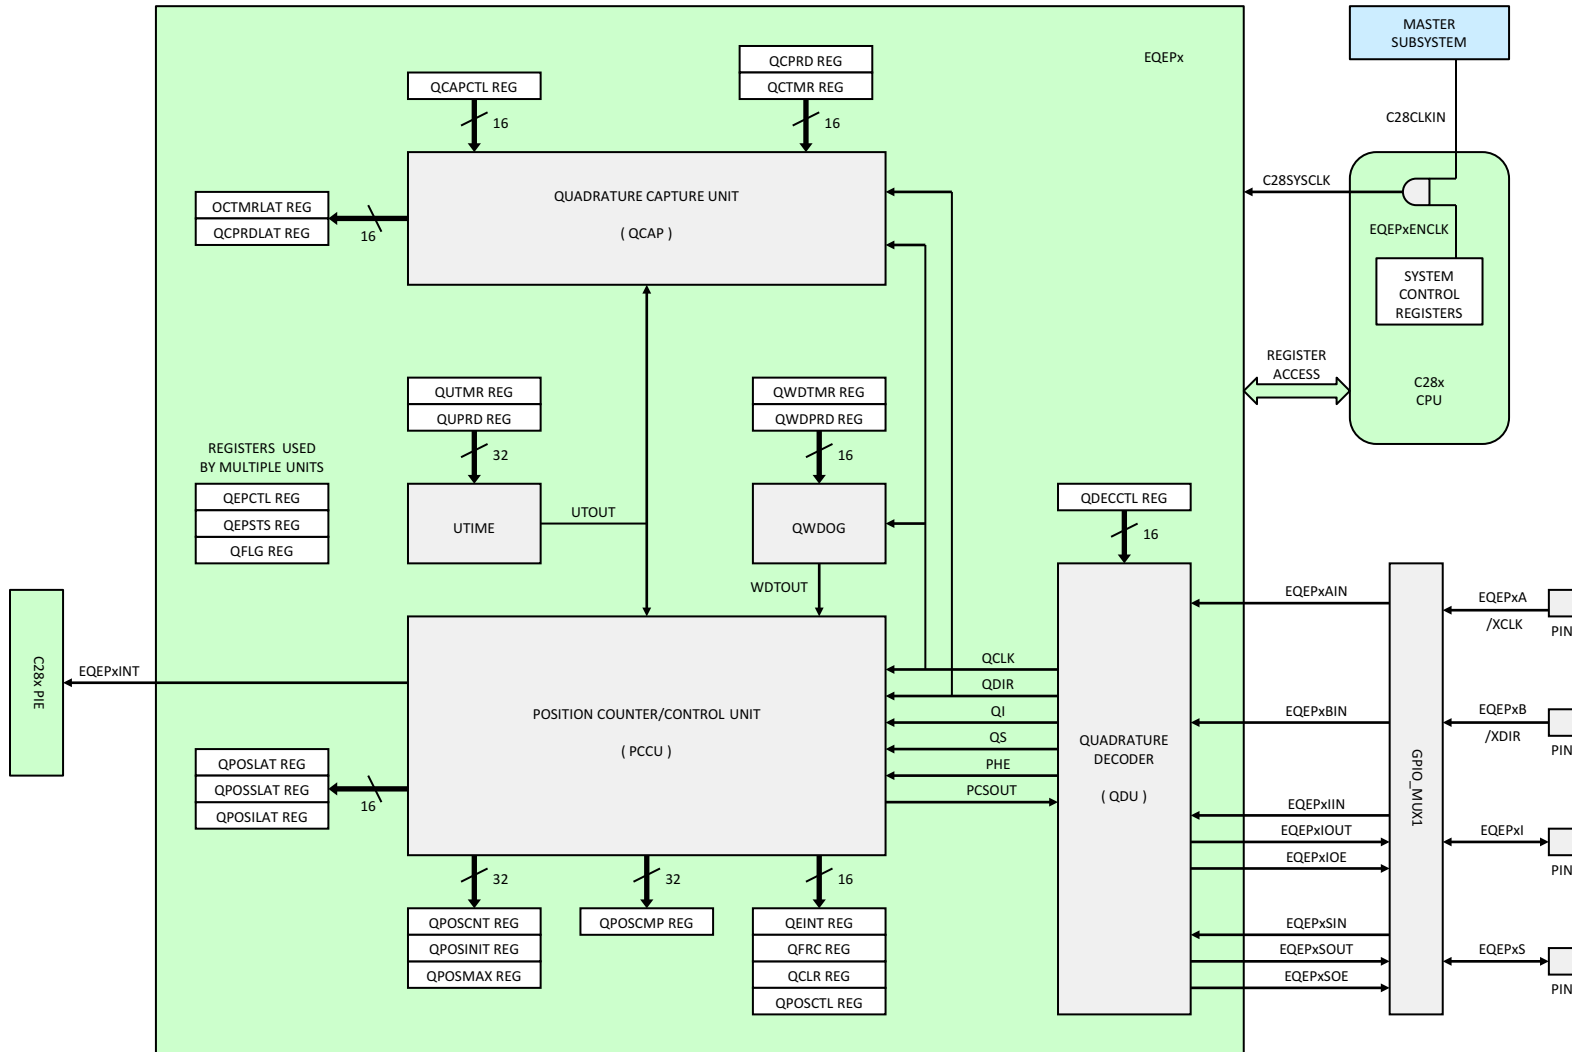 MASTER
SUBSYSTEM
EQEPx
QCPRD REG
QCTMR REG
QCAPCTL REG
16
16
C28CLKIN
QUADRATURE CAPTURE UNIT
( QCAP )
OCTMRLAT REG
QCPRDLAT REG
16
C28SYSCLK
EQEPxENCLK
SYSTEM
CONTROL
REGISTERS
REGISTER
ACCESS
C28x
CPU
QUTMR REG
QUPRD REG
32
QWDTMR REG
QWDPRD REG
16
REGISTERS USED
BY MULTIPLE UNITS
QEPCTL REG
QEPSTS REG
QFLG REG
UTIME
UTOUT
QWDOG
WDTOUT
QDECCTL REG
16
C28x PIE
EQEPxINT
POSITION COUNTER/CONTROL UNIT
( PCCU )
QCLK
QDIR
QI
QS
PHE
PCSOUT
QUADRATURE
DECODER
( QDU )
EQEPxAIN
EQEPxBIN
EQEPxIIN
EQEPxIOUT
EQEPxIOE
EQEPxSIN
EQEPxSOUT
EQEPxSOE
GPIO_MUX1
EQEPxA
/XCLK
PIN
EQEPxB
/XDIR
PIN
EQEPxI
PIN
EQEPxS
PIN
QPOSLAT REG
QPOSSLAT REG
QPOSILAT REG
16
32
32
16
QPOSCNT REG
QPOSINIT REG
QPOSMAX REG
QPOSCMP REG
QEINT REG
QFRC REG
QCLR REG
QPOSCTL REG